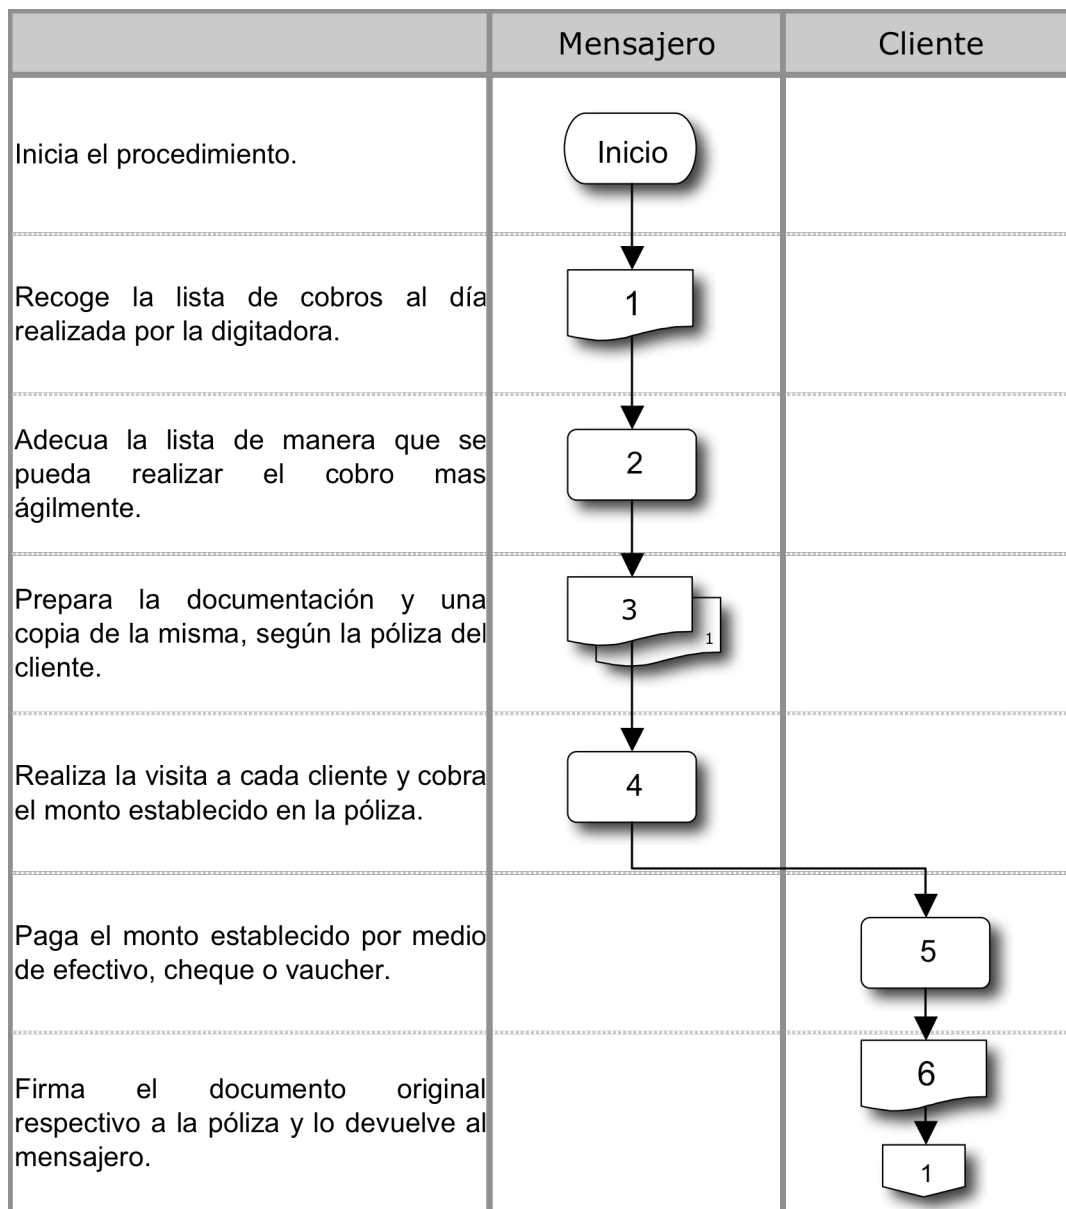 Mensajero
Cliente
Inicia el procedimiento.
Inicio
Recoge la lista de cobros al día
realizada por la digitadora.
1
Adecua la lista de manera que se
pueda realizar el cobro mas
ágilmente.
2
Prepara la documentación y una
copia de la misma, según la póliza del
cliente.
3
1
Realiza la visita a cada cliente y cobra
el monto establecido en la póliza.
4
Paga el monto establecido por medio
de efectivo, cheque o vaucher.
5
Firma el documento original
respectivo a la póliza y lo devuelve al
mensajero.
6
1